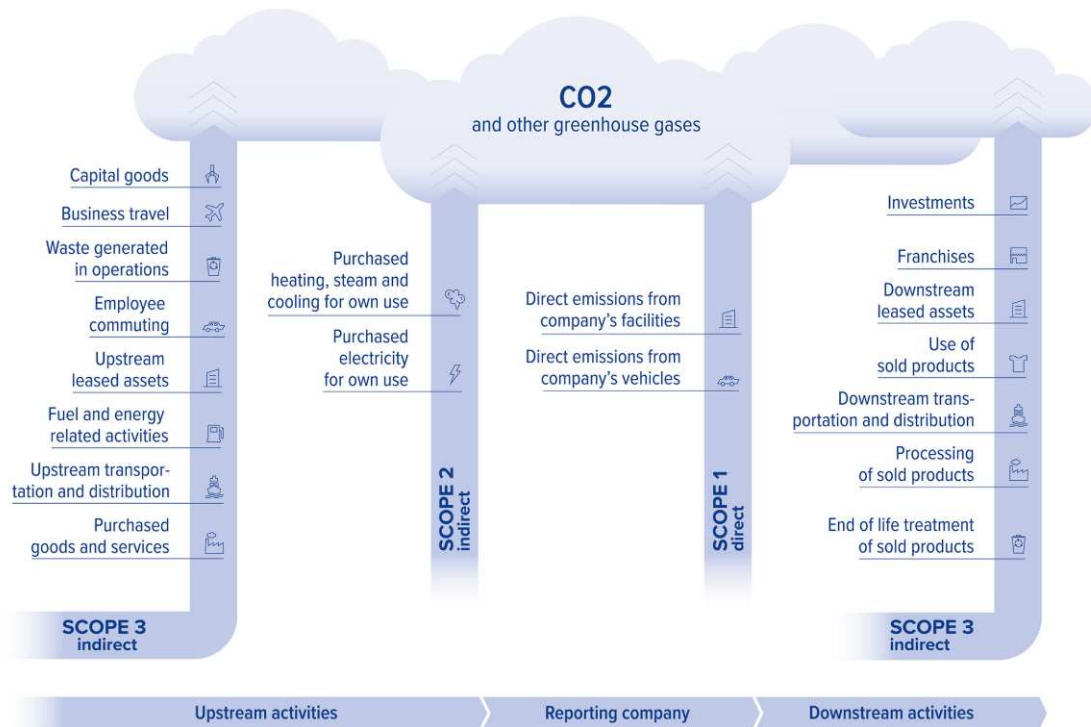 CO2
and other greenhouse gases
Capital goods
Business travel
Waste generated
in operations
Employee
commuting
Upstream
leased assets
Fuel and energy
related activities
Upstream transpor-
tation and distribution
Purchased
goods and services
SCOPE 3
indirect
Purchased
heating, steam and
cooling for own use
Purchased
electricity
for own use
SCOPE 2
indirect
Direct emissions from
company's facilities
Direct emissions from
company's vehicles
SCOPE 1
direct
Investments
Franchises
Downstream
leased assets
Use of
sold products
Downstream trans-
portation and distribution
Processing
of sold products
End of life treatment
of sold products
SCOPE 3
indirect
Upstream activities
Reporting company
Downstream activities